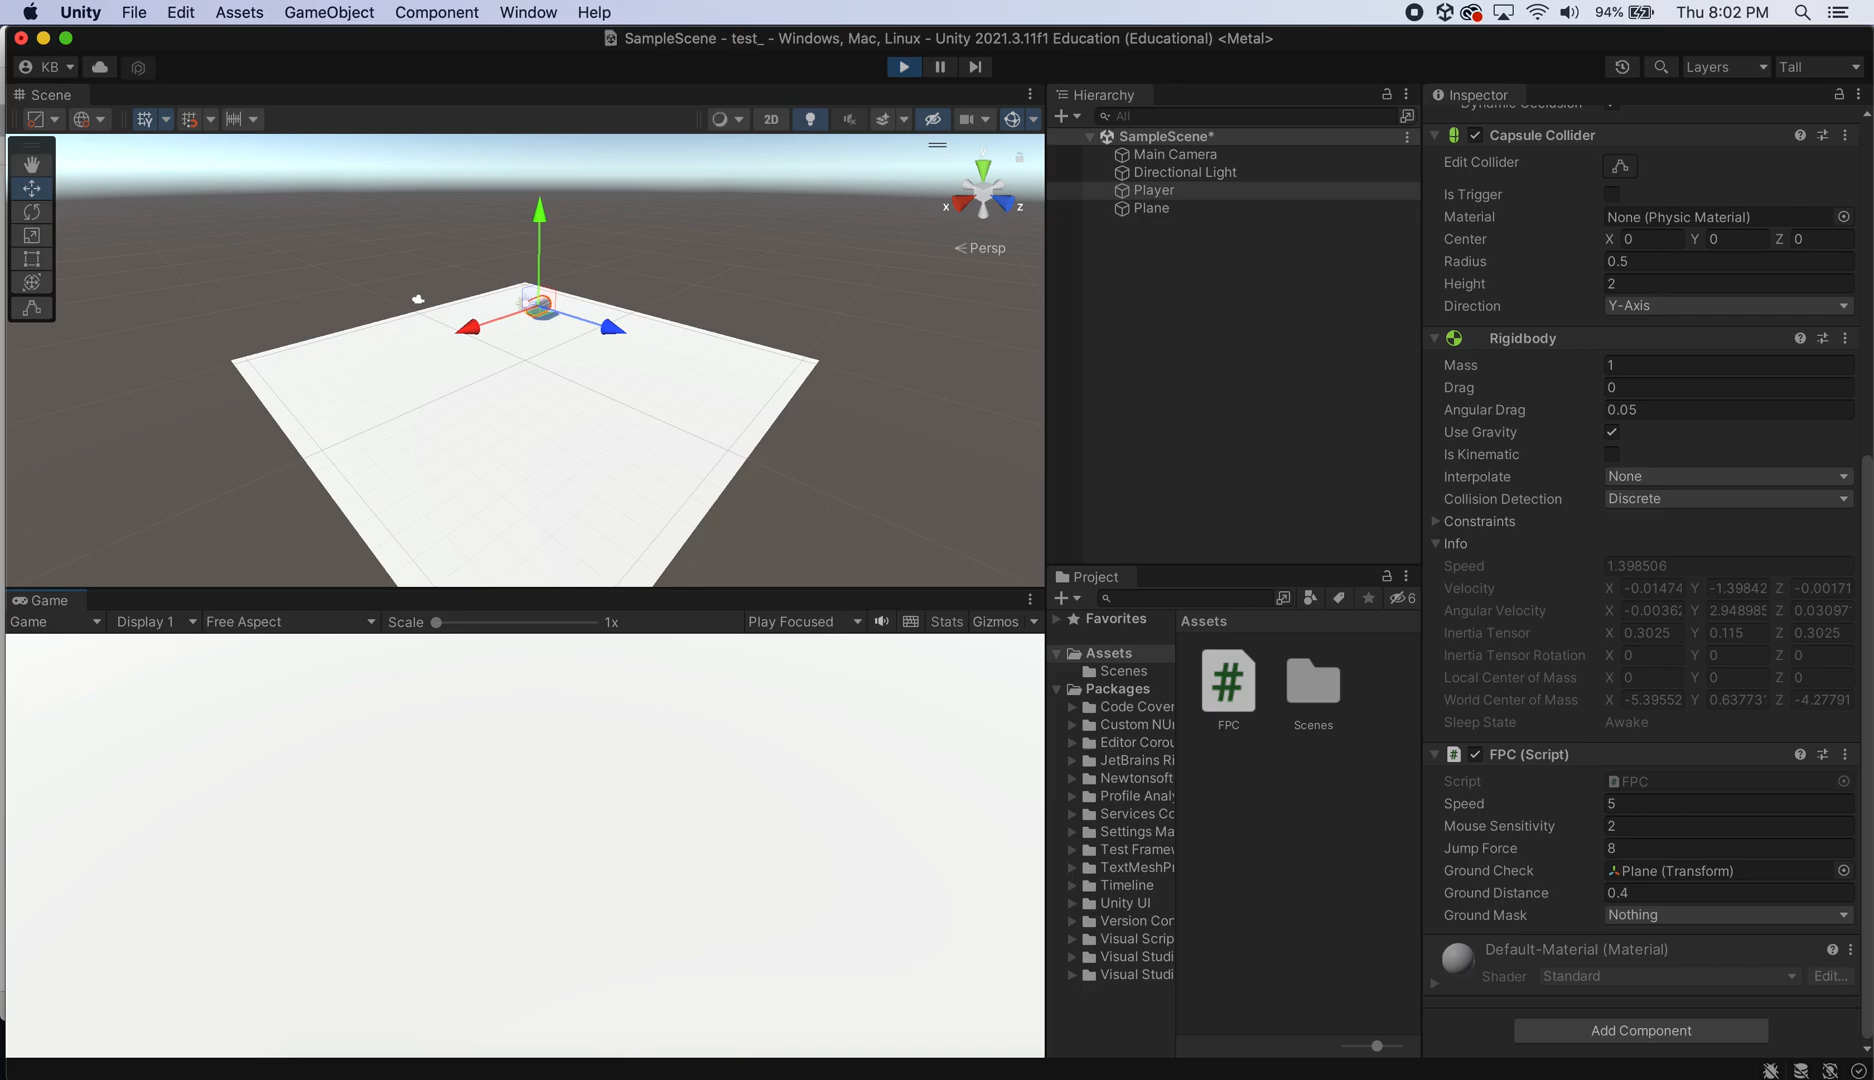 Unity File Edit Assets GameObject Component Window Help 94% Thu 8:02 PM
SampleScene - test_ - Windows, Mac, Linux - Unity 2021.3.11f1 Education (Educational) <Metal>
KB Layers Tall
Scene
2D
x z
Persp
Game
Game Display 1 Free Aspect Scale 1x Play Focused Stats Gizmos
Hierarchy
All
SampleScene*
Main Camera
Directional Light
Player
Plane
Project
6
Favorites
Assets
Scenes
Packages
Code Cover
Custom NU
Editor Corou
JetBrains Ri
Newtonsoft
Profile Analy
Services Co
Settings Ma
Test Framew
TextMeshPr
Timeline
Unity UI
Version Con
Visual Scrip
Visual Studi
Visual Studi
Assets
FPC Scenes
Inspector
Dynamic Occlusion
Capsule Collider
Edit Collider
Is Trigger
Material None (Physic Material)
Center X 0 Y 0 Z 0
Radius 0.5
Height 2
Direction Y-Axis
Rigidbody
Mass 1
Drag 0
Angular Drag 0.05
Use Gravity
Is Kinematic
Interpolate None
Collision Detection Discrete
Constraints
Info
Speed 1.398506
Velocity X -0.01474 Y -1.39842 Z -0.00171
Angular Velocity X -0.00362 Y 2.948985 Z 0.03097
Inertia Tensor X 0.3025 Y 0.115 Z 0.3025
Inertia Tensor Rotation X 0 Y 0 Z 0
Local Center of Mass X 0 Y 0 Z 0
World Center of Mass X -5.39552 Y 0.63773 Z -4.27791
Sleep State Awake
# FPC (Script)
Script FPC
Speed 5
Mouse Sensitivity 2
Jump Force 8
Ground Check Plane (Transform)
Ground Distance 0.4
Ground Mask Nothing
Default-Material (Material)
Shader Standard Edit...
Add Component